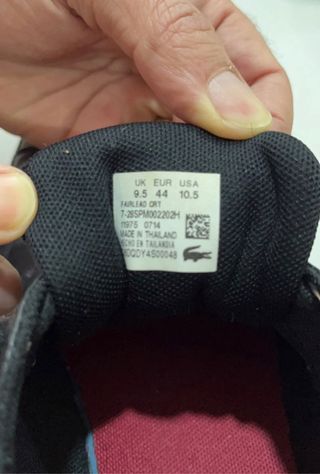 UK EUR USA
9.5 44 10.5
FAIRLEAD CRT
7-28SPM002202H
11975 0714
MADE IN THAILAND
HECHO EN TAILANDIA